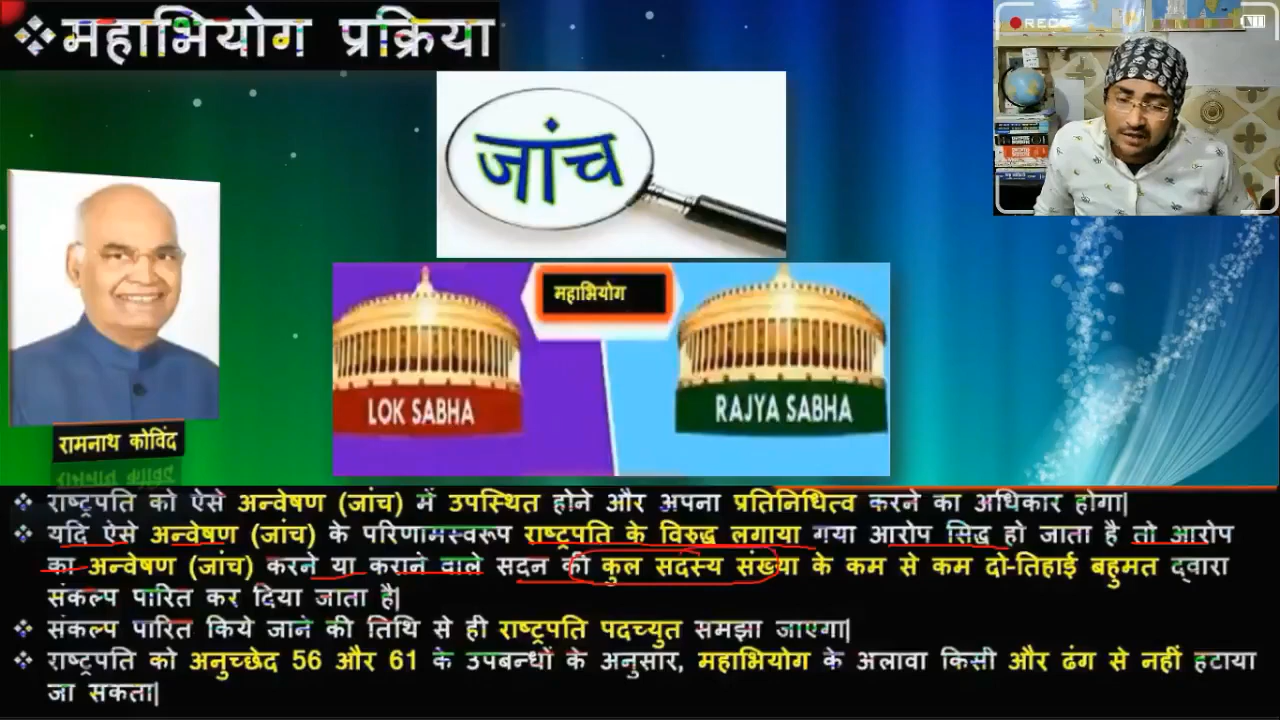 ❖महाभियोग प्रक्रिया
REC
जांच
महाभियोग
LOK SABHA
RAJYA SABHA
रामनाथ कोविंद
❖ राष्ट्रपति को ऐसे अन्वेषण (जांच) में उपस्थित होने और अपना प्रतिनिधित्व करने का अधिकार होगा|
❖ यदि ऐसे अन्वेषण (जांच) के परिणामस्वरूप राष्ट्रपति के विरुद्ध लगाया गया आरोप सिद्ध हो जाता है तो आरोप
का अन्वेषण (जांच) करने या कराने वाले सदन की कुल सदस्य संख्या के कम से कम दो-तिहाई बहुमत द्वारा
संकल्प पारित कर दिया जाता है|
❖ संकल्प पारित किये जाने की तिथि से ही राष्ट्रपति पदच्युत समझा जाएगा|
❖ राष्ट्रपति को अनुच्छेद 56 और 61 के उपबन्धों के अनुसार, महाभियोग के अलावा किसी और ढंग से नहीं हटाया
जा सकता|